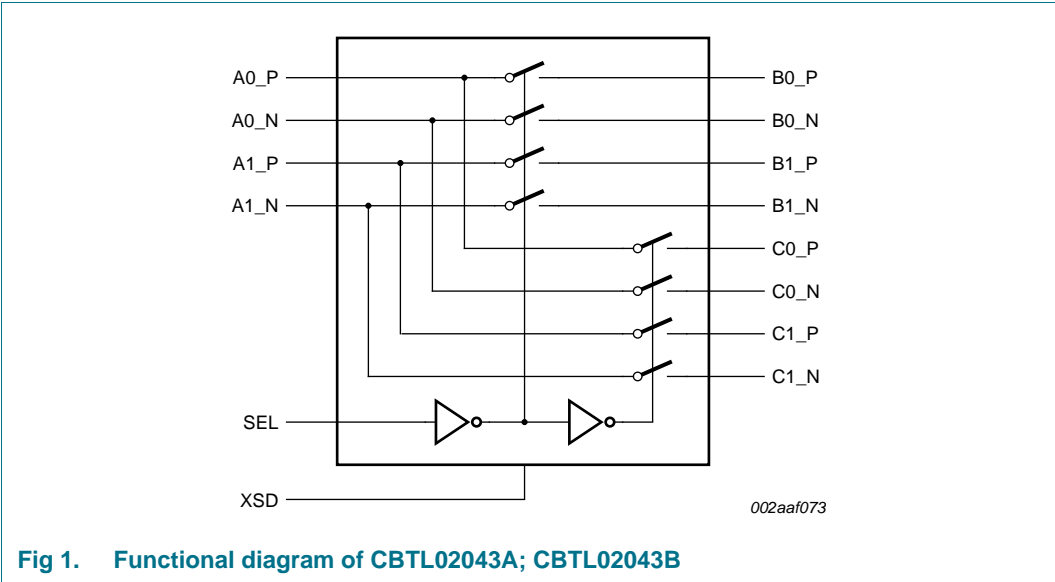 A0_P
B0_P
A0_N
B0_N
A1_P
B1_P
A1_N
B1_N
C0_P
C0_N
C1_P
C1_N
SEL
XSD
002aaf073
Fig 1. Functional diagram of CBTL02043A; CBTL02043B